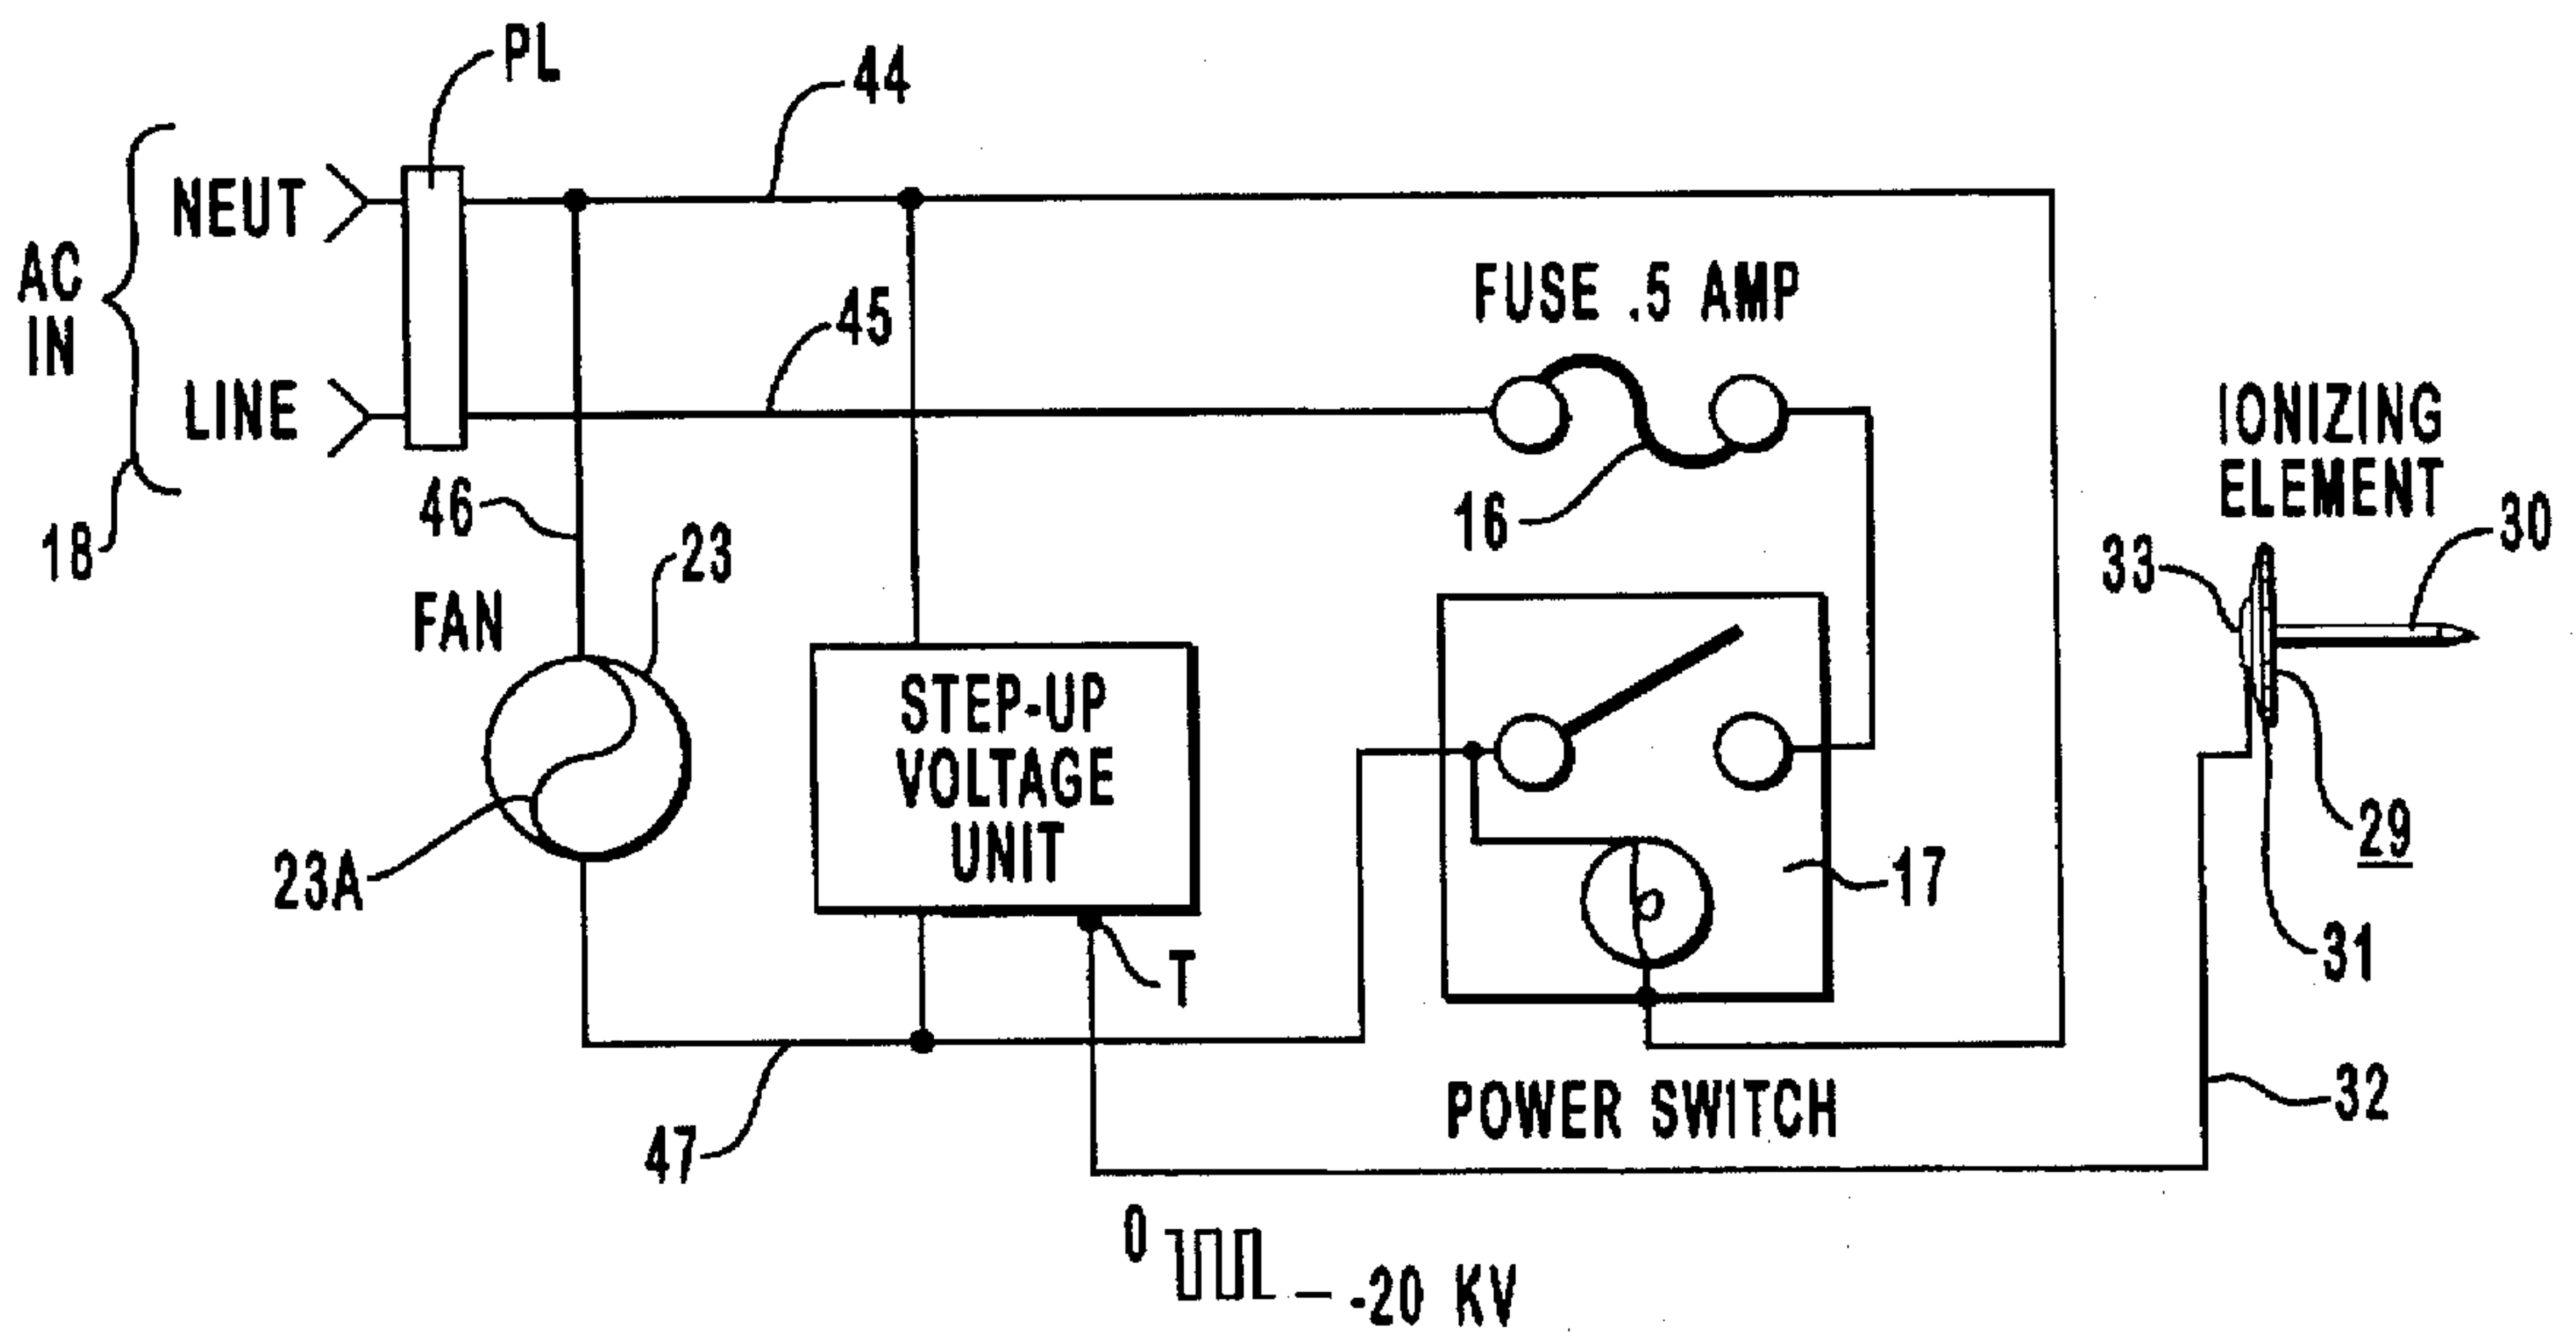 PL
44
AC
IN
NEUT
LINE
18
45
FUSE .5 AMP
16
46
FAN
23
23A
STEP-UP
VOLTAGE
UNIT
T
17
POWER SWITCH
47
IONIZING
ELEMENT
33
30
29
31
32
0
-20 KV